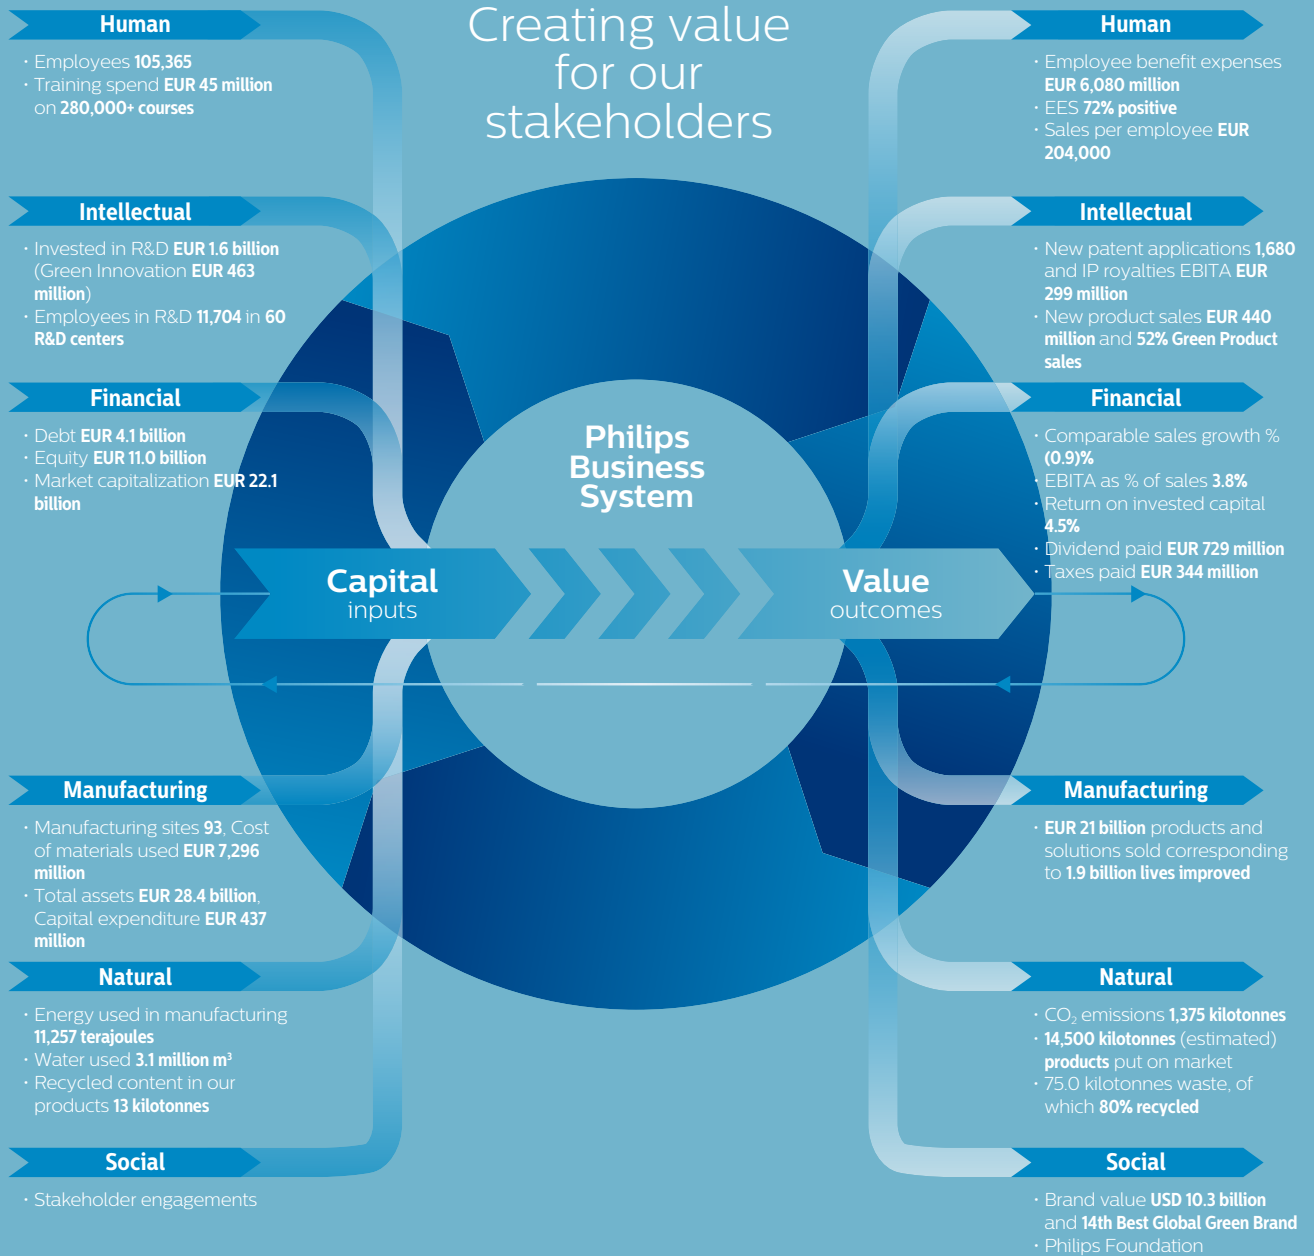 Creating value
for our
stakeholders
Human
· Employees 105,365
· Training spend EUR 45 million
on 280,000+ courses
Intellectual
· Invested in R&D EUR 1.6 billion
(Green Innovation EUR 463
million)
· Employees in R&D 11,704 in 60
R&D centers
Financial
· Debt EUR 4.1 billion
· Equity EUR 11.0 billion
· Market capitalization EUR 22.1
billion
Manufacturing
· Manufacturing sites 93, Cost
of materials used EUR 7,296
million
· Total assets EUR 28.4 billion,
Capital expenditure EUR 437
million
Natural
· Energy used in manufacturing
11,257 terajoules
· Water used 3.1 million m³
· Recycled content in our
products 13 kilotonnes
Social
· Stakeholder engagements
Philips
Business
System
Capital
inputs
Value
outcomes
Human
· Employee benefit expenses
EUR 6,080 million
· EES 72% positive
· Sales per employee EUR
204,000
Intellectual
· New patent applications 1,680
and IP royalties EBITA EUR
299 million
· New product sales EUR 440
million and 52% Green Product
sales
Financial
· Comparable sales growth %
(0.9)%
· EBITA as % of sales 3.8%
· Return on invested capital
4.5%
· Dividend paid EUR 729 million
· Taxes paid EUR 344 million
Manufacturing
· EUR 21 billion products and
solutions sold corresponding
to 1.9 billion lives improved
Natural
· CO₂ emissions 1,375 kilotonnes
· 14,500 kilotonnes (estimated)
products put on market
· 75.0 kilotonnes waste, of
which 80% recycled
Social
· Brand value USD 10.3 billion
and 14th Best Global Green Brand
· Philips Foundation